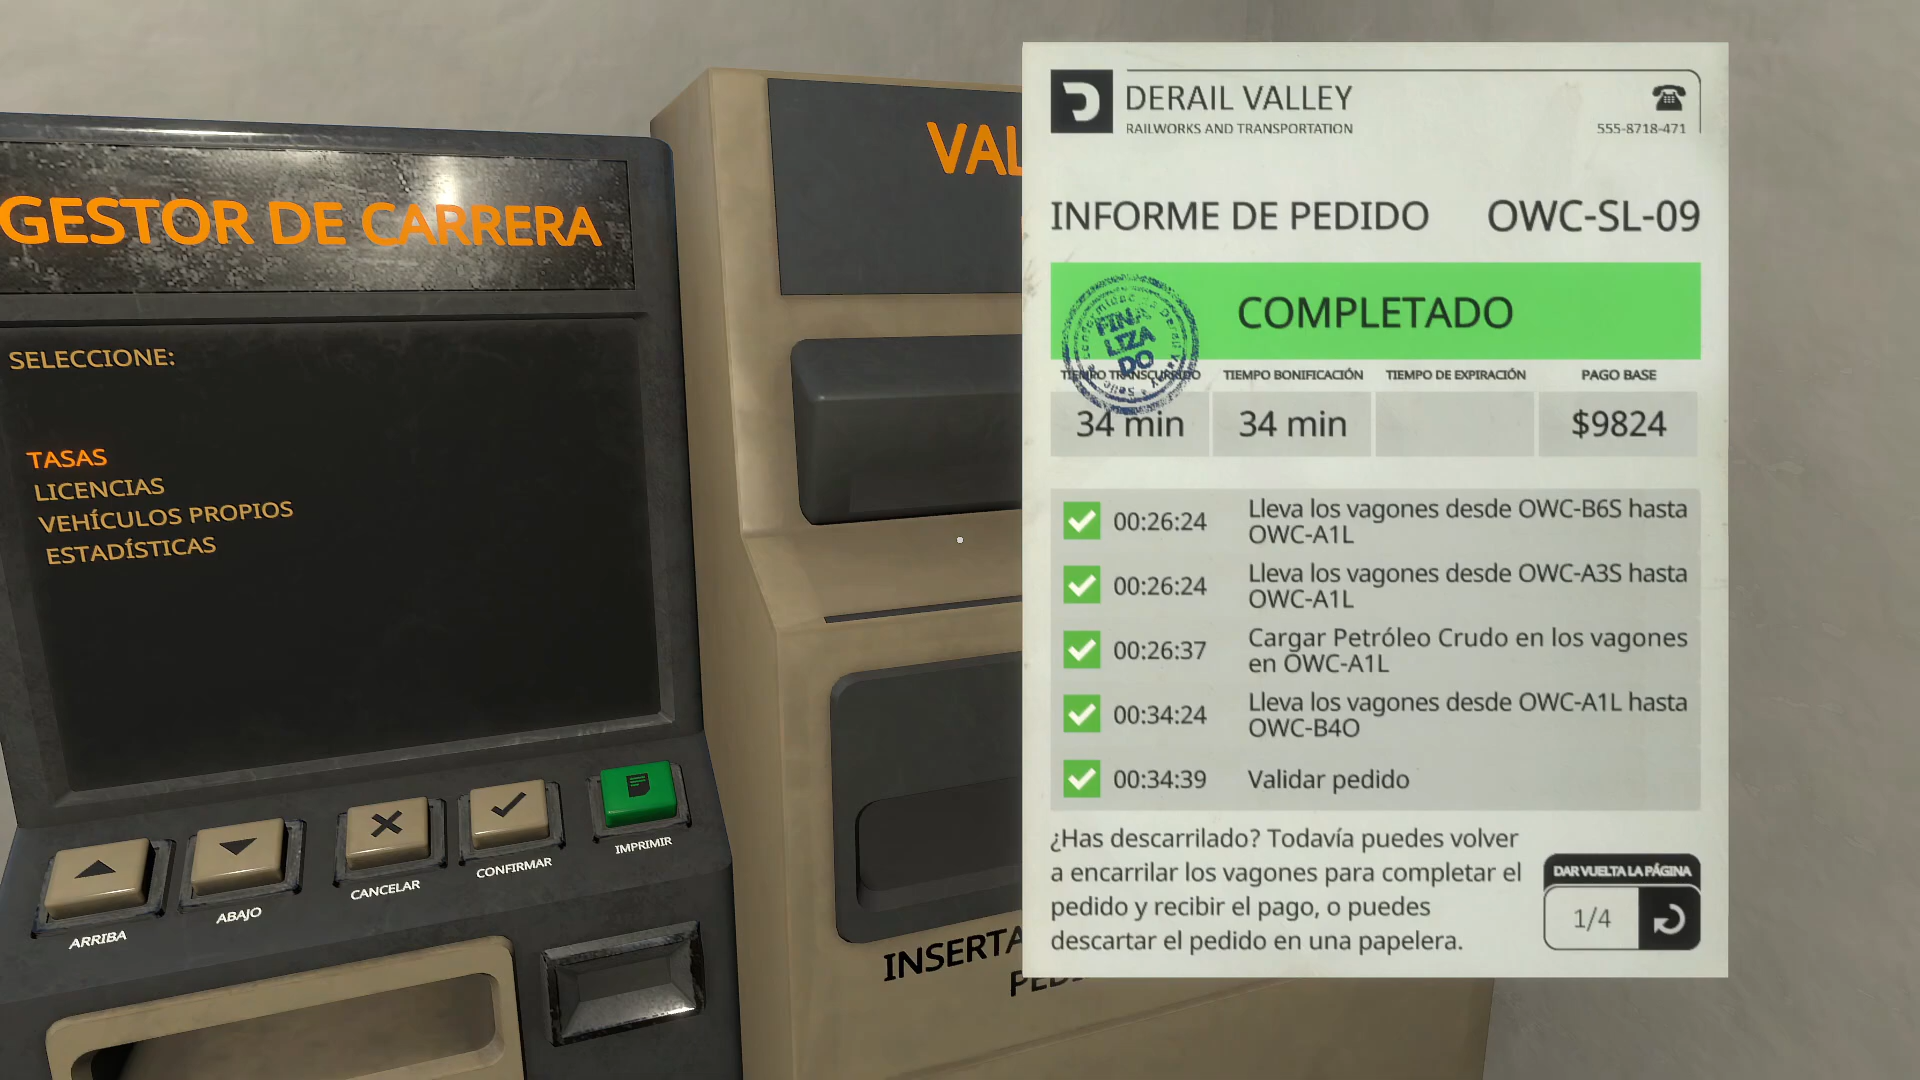 GESTOR DE CARRERA
SELECCIONE:
TASAS
LICENCIAS
VEHÍCULOS PROPIOS
ESTADÍSTICAS
ARRIBA
ABAJO
CANCELAR
CONFIRMAR
IMPRIMIR
VAL
INSERTA
DERAIL VALLEY
RAILWORKS AND TRANSPORTATION
555-8718-471
INFORME DE PEDIDO OWC-SL-09
COMPLETADO
FINA
LIZA
DO
TIEMPO TRANSCURRIDO TIEMPO BONIFICACIÓN TIEMPO DE EXPIRACIÓN PAGO BASE
34 min 34 min $9824
00:26:24 Lleva los vagones desde OWC-B6S hasta
OWC-A1L
00:26:24 Lleva los vagones desde OWC-A3S hasta
OWC-A1L
00:26:37 Cargar Petróleo Crudo en los vagones
en OWC-A1L
00:34:24 Lleva los vagones desde OWC-A1L hasta
OWC-B4O
00:34:39 Validar pedido
¿Has descarrilado? Todavía puedes volver
a encarrilar los vagones para completar el
pedido y recibir el pago, o puedes
descartar el pedido en una papelera.
DAR VUELTA LA PÁGINA
1/4